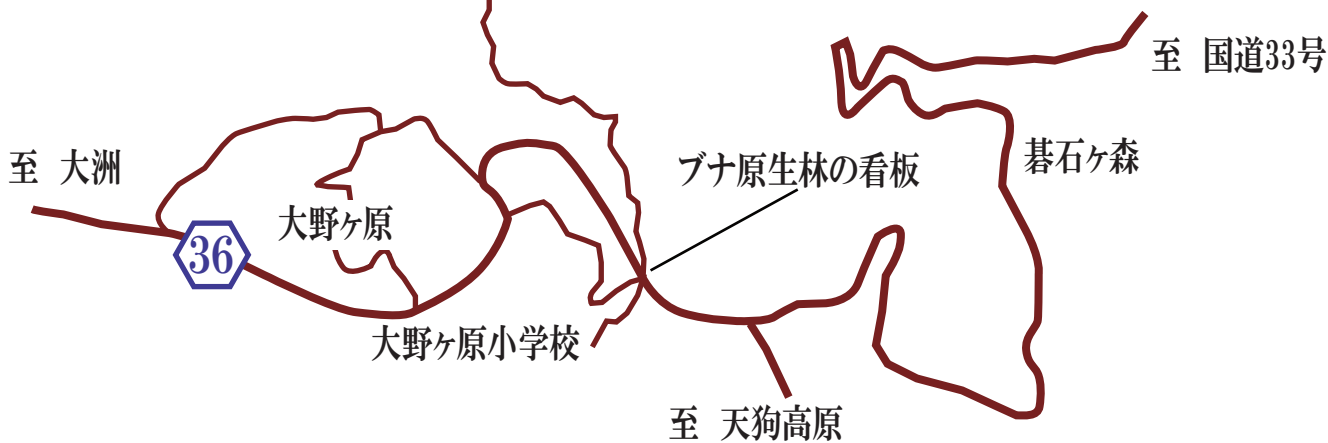 至 国道33号
碁石ヶ森
至 大洲
ブナ原生林の看板
大野ヶ原
36
大野ヶ原小学校
至 天狗高原